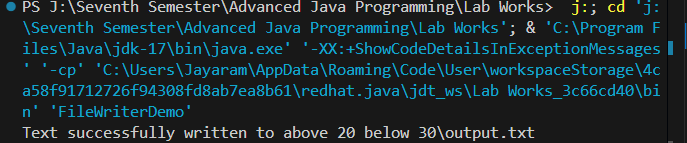 PS J:\Seventh Semester\Advanced Java Programming\Lab Works>  j:; cd 'j:
\Seventh Semester\Advanced Java Programming\Lab Works'; & 'C:\Program F
iles\Java\jdk-17\bin\java.exe' '-XX:+ShowCodeDetailsInExceptionMessages
' '-cp' 'C:\Users\Jayaram\AppData\Roaming\Code\User\workspaceStorage\4c
a58f91712726f94308fd8ab7ea8b61\redhat.java\jdt_ws\Lab Works_3c66cd40\bi
n' 'FileWriterDemo'
Text successfully written to above 20 below 30\output.txt